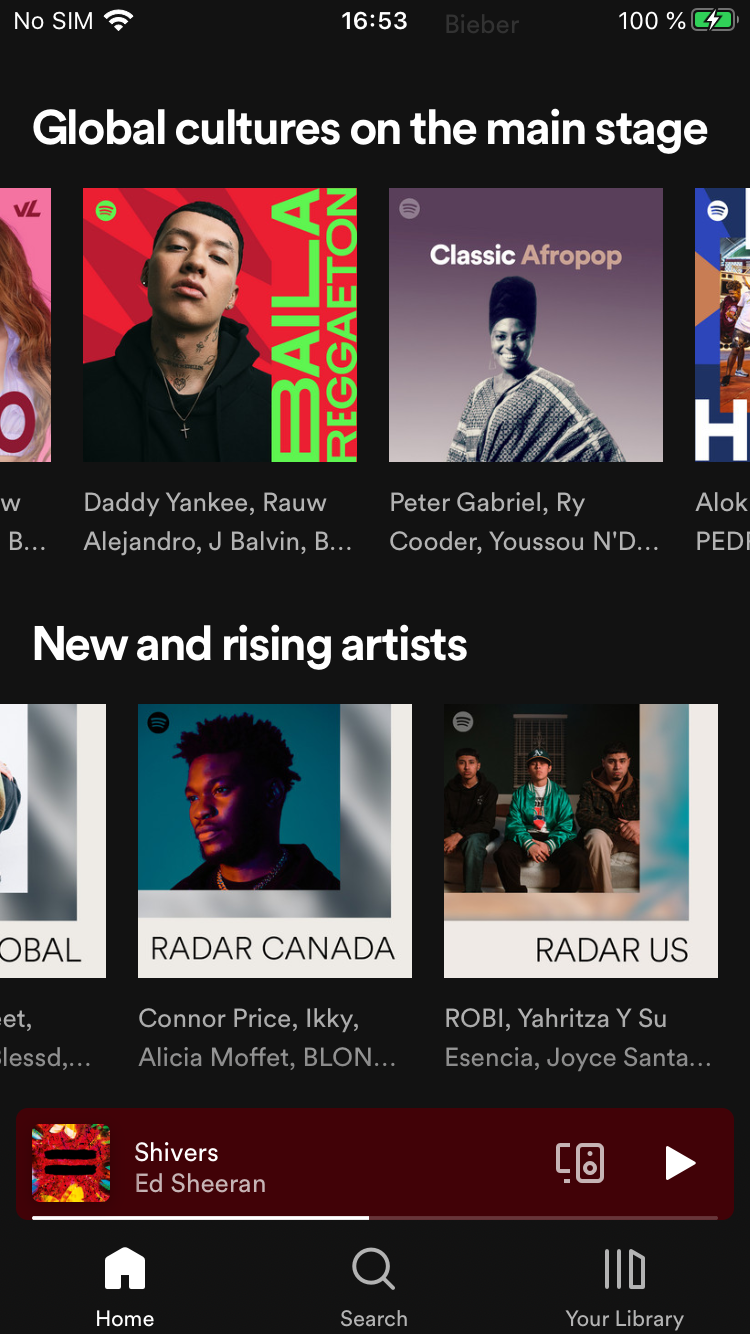 No SIM 16:53 Bieber 100 %
Global cultures on the main stage
vL
O
BAILA
REGGAETON
Classic Afropop
H
w
B...
Daddy Yankee, Rauw
Alejandro, J Balvin, B...
Peter Gabriel, Ry
Cooder, Youssou N'D...
Alok
PEDR
New and rising artists
OBAL
RADAR CANADA
RADAR US
et,
lessd,...
Connor Price, Ikky,
Alicia Moffet, BLON...
ROBI, Yahritza Y Su
Esencia, Joyce Santa...
Shivers
Ed Sheeran
Home
Search
Your Library